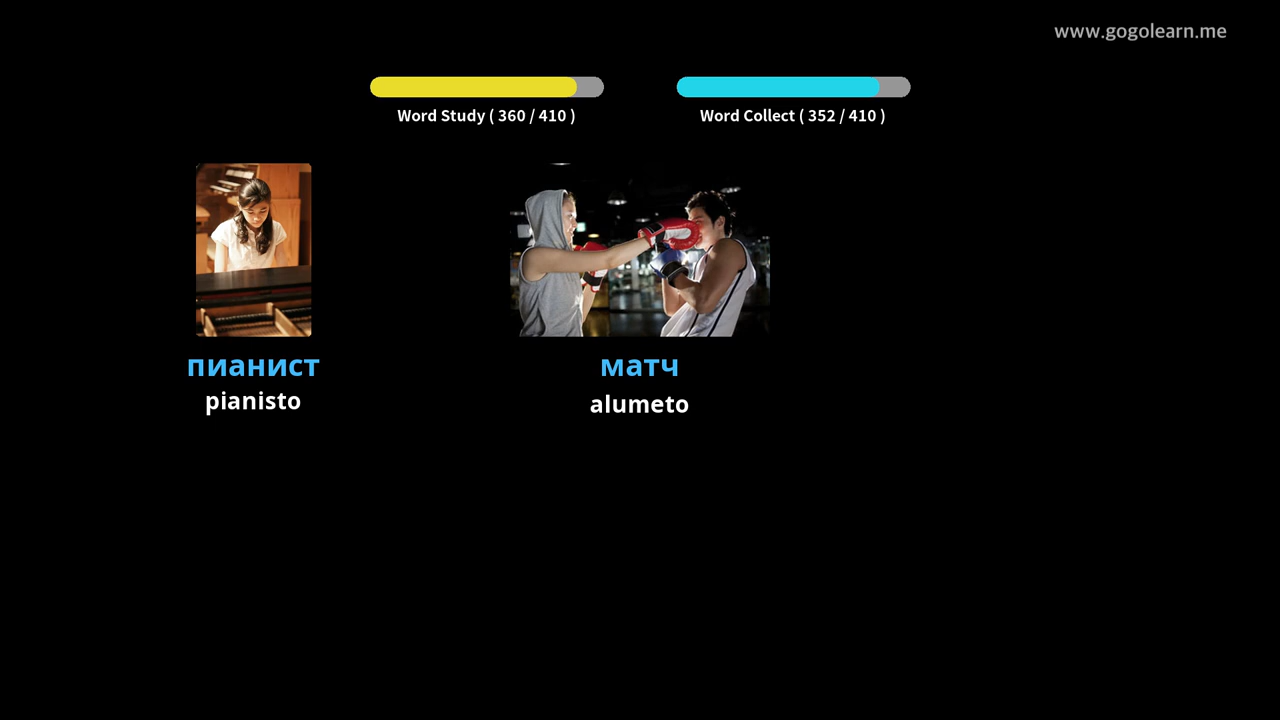 www.gogolearn.me
Word Study ( 360 / 410 )
Word Collect ( 352 / 410 )
пианист
pianisto
матч
alumeto